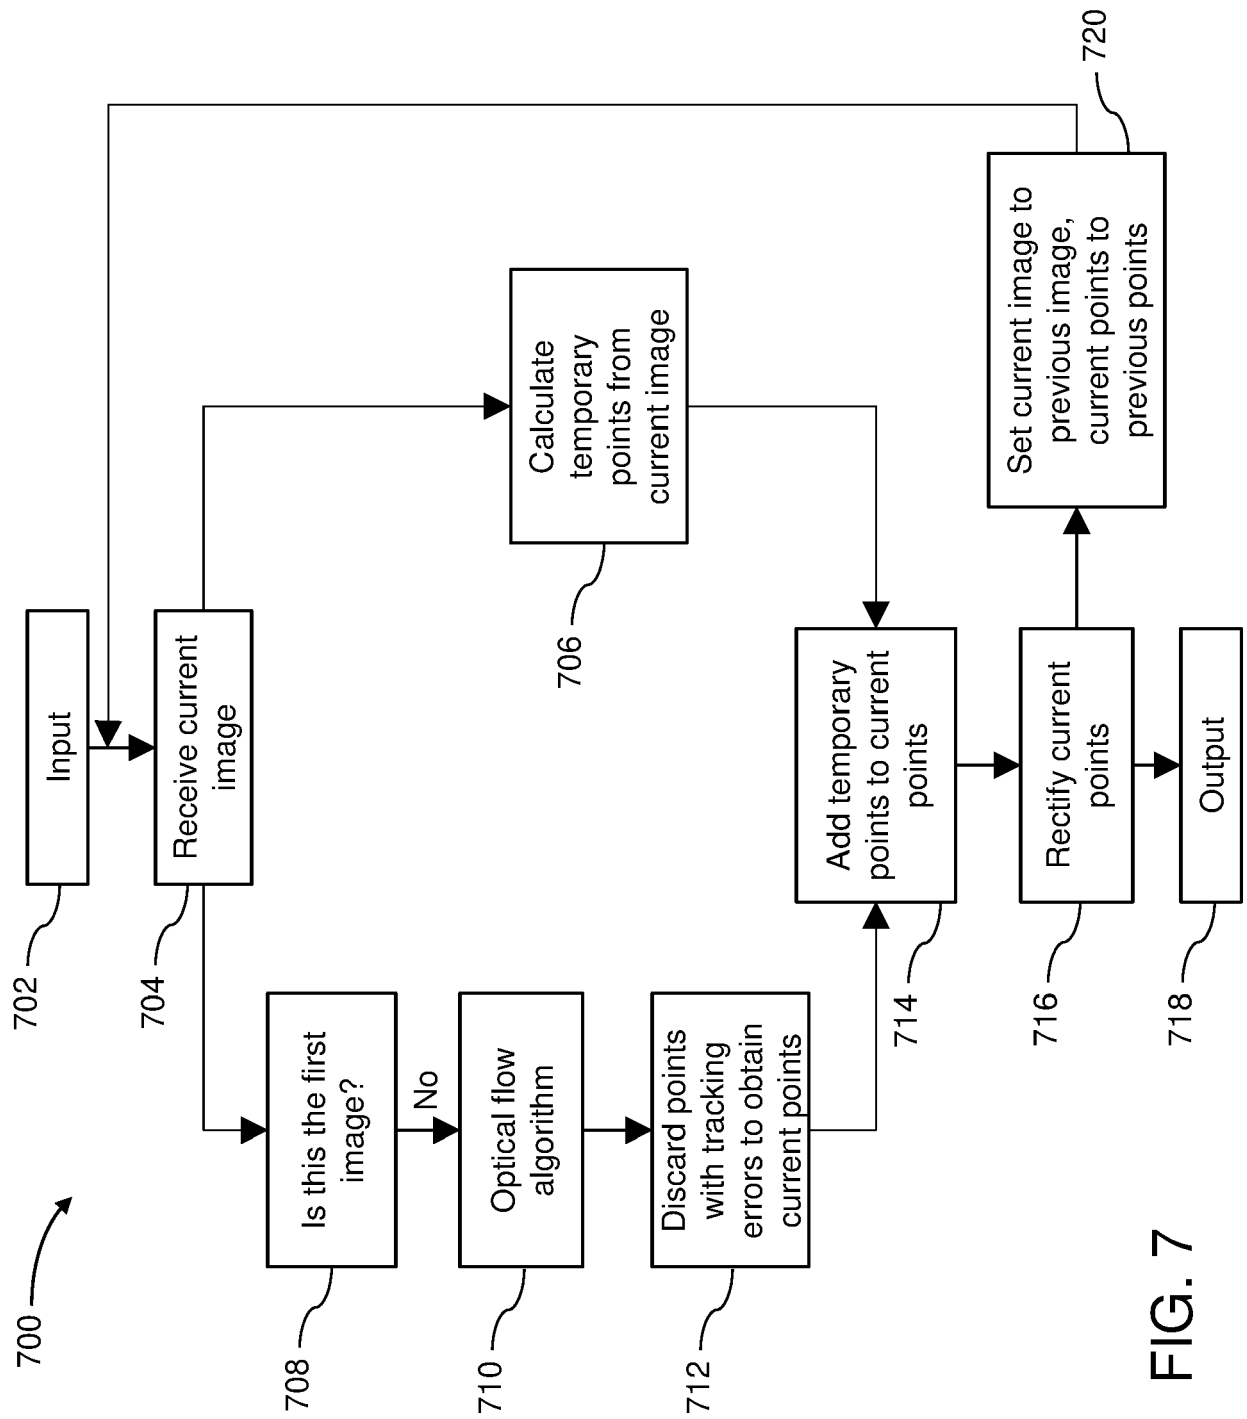 700
702
Input
704
Receive current
image
708
Is this the first
image?
No
710
Optical flow
algorithm
712
Discard points
with tracking
errors to obtain
current points
706
Calculate
temporary
points from
current image
714
Add temporary
points to current
points
716
Rectify current
points
718
Output
720
Set current image to
previous image,
current points to
previous points
FIG. 7